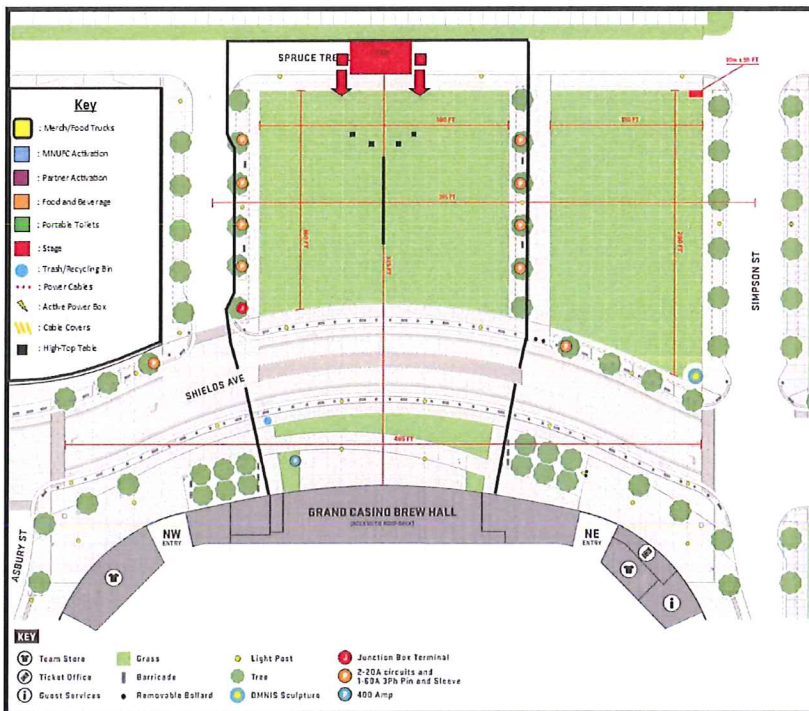 SPRUCE TRE
Key
: Merch/Food Trucks
: MNUFC Activation
: Partner Activation
: Food and Beverage
: Portable Toilets
: Stage
: Trash/Recycling Bin
: Power Cables
: Active Power Box
: Cable Covers
: High-Top Table
SIMPSON ST
SHIELDS AVE
GRAND CASINO BREW HALL
NW
ENTRY
NE
ENTRY
ASBURY ST
KEY
Team Store
Grass
Light Post
Junction Box Terminal
Ticket Office
Barricade
Tree
2-20A circuits and
1-60A 3Ph Pin and Sleeve
Guest Services
Removable Bollard
OMNIS Sculpture
400 Amp